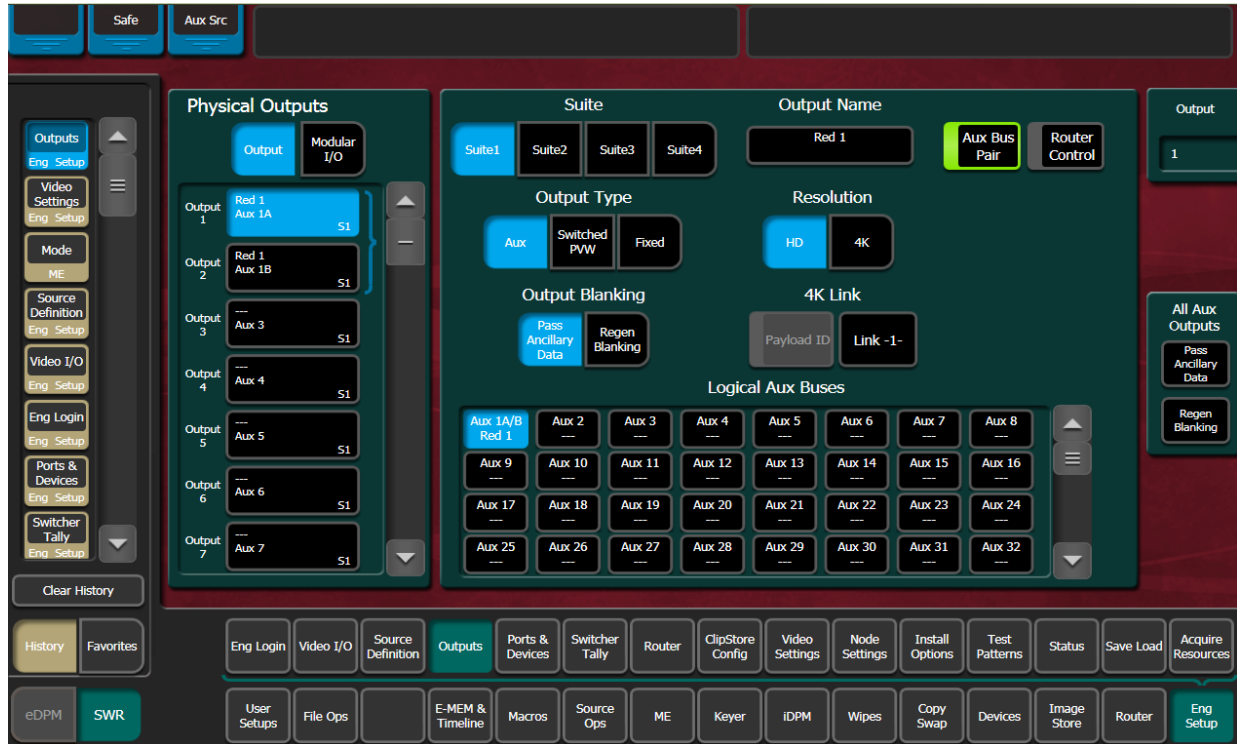 Safe
Aux Src
Outputs
Eng Setup
Video
Settings
Eng Setup
Mode
ME
Source
Definition
Eng Setup
Video I/O
Eng Setup
Eng Login
Eng Setup
Ports &
Devices
Eng Setup
Switcher
Tally
Eng Setup
Clear History
History
Favorites
eDPM
SWR
Physical Outputs
Output
Modular
I/O
Output
1
Red 1
Aux 1A
S1
Output
2
Red 1
Aux 1B
S1
Output
3
---
Aux 3
S1
Output
4
---
Aux 4
S1
Output
5
---
Aux 5
S1
Output
6
---
Aux 6
S1
Output
7
---
Aux 7
S1
Suite
Suite1
Suite2
Suite3
Suite4
Output Name
Red 1
Aux Bus
Pair
Router
Control
Output Type
Aux
Switched
PVW
Fixed
Resolution
HD
4K
Output Blanking
Pass
Ancillary
Data
Regen
Blanking
4K Link
Payload ID
Link -1-
Logical Aux Buses
Aux 1A/B
Red 1
Aux 2
---
Aux 3
---
Aux 4
---
Aux 5
---
Aux 6
---
Aux 7
---
Aux 8
---
Aux 9
---
Aux 10
---
Aux 11
---
Aux 12
---
Aux 13
---
Aux 14
---
Aux 15
---
Aux 16
---
Aux 17
---
Aux 18
---
Aux 19
---
Aux 20
---
Aux 21
---
Aux 22
---
Aux 23
---
Aux 24
---
Aux 25
---
Aux 26
---
Aux 27
---
Aux 28
---
Aux 29
---
Aux 30
---
Aux 31
---
Aux 32
---
Output
1
All Aux
Outputs
Pass
Ancillary
Data
Regen
Blanking
Eng Login
Video I/O
Source
Definition
Outputs
Ports &
Devices
Switcher
Tally
Router
ClipStore
Config
Video
Settings
Node
Settings
Install
Options
Test
Patterns
Status
Save Load
Acquire
Resources
User
Setups
File Ops
E-MEM &
Timeline
Macros
Source
Ops
ME
Keyer
iDPM
Wipes
Copy
Swap
Devices
Image
Store
Router
Eng
Setup